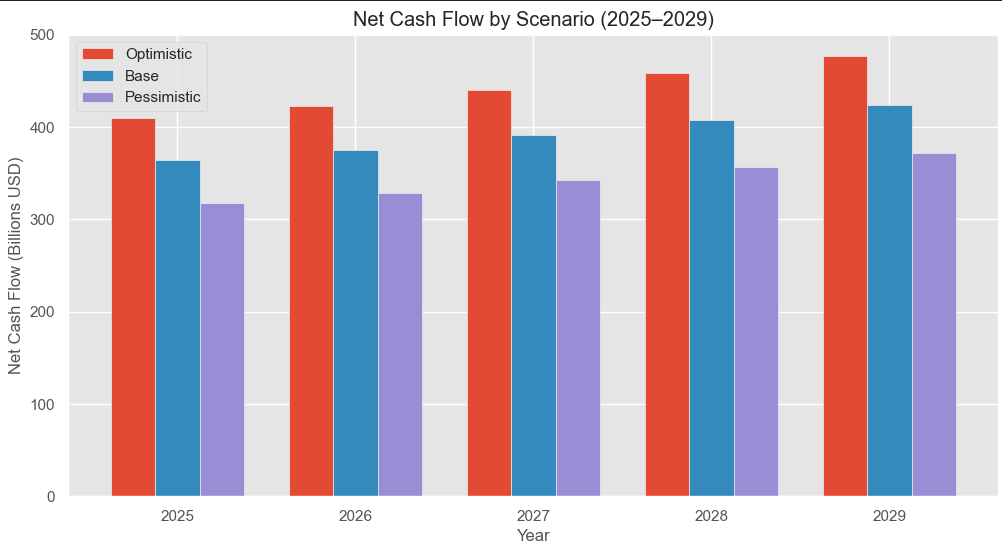 Net Cash Flow by Scenario (2025–2029)
Optimistic
Base
Pessimistic
Net Cash Flow (Billions USD)
500
400
300
200
100
0
2025
2026
2027
2028
2029
Year